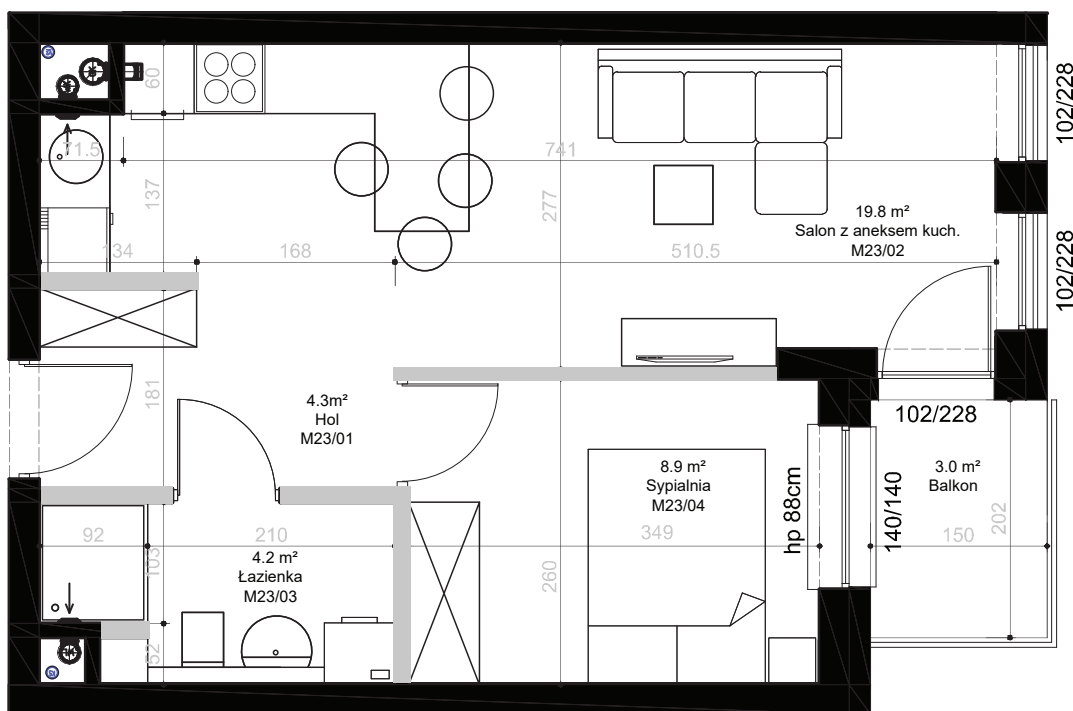 60
102/228
71.5
741
137
277
19.8 m²
Salon z aneksem kuch.
M23/02
134
168
510.5
102/228
181
4.3m²
Hol
M23/01
102/228
8.9 m²
Sypialnia
M23/04
hp 88cm
140/140
3.0 m²
Balkon
92
210
349
150
202
103
4.2 m²
Łazienka
M23/03
260
52